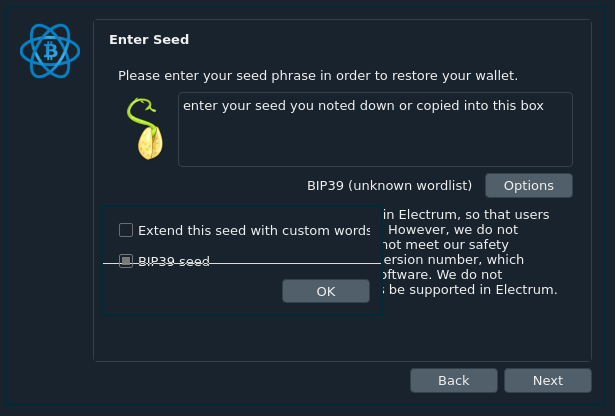 Enter Seed
Please enter your seed phrase in order to restore your wallet.
enter your seed you noted down or copied into this box
BIP39 (unknown wordlist)
Options
in Electrum, so that users
Extend this seed with custom words
However, we do not
not meet our safety
BIP39 seed
version number, which
software. We do not
be supported in Electrum.
OK
Back
Next